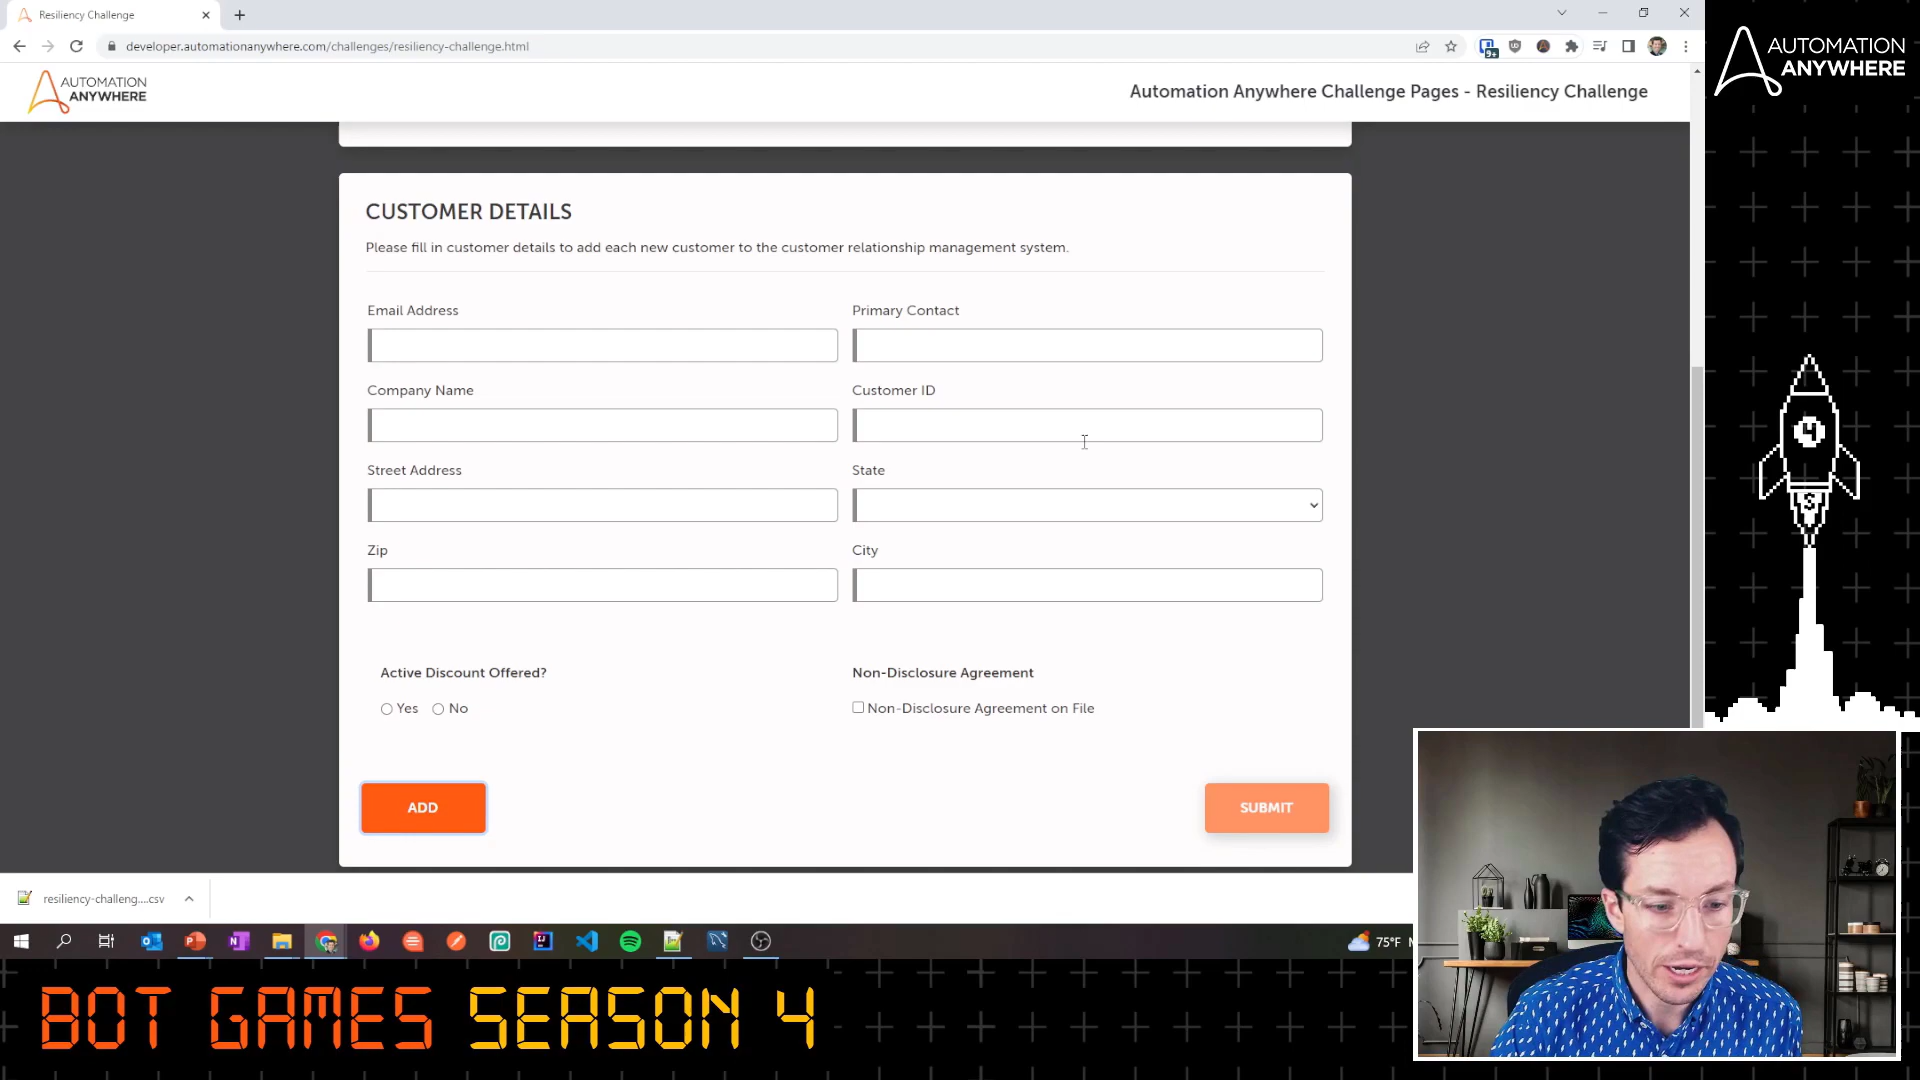 Resiliency Challenge
developer.automationanywhere.com/challenges/resiliency-challenge.html
9+
AUTOMATION
ANYWHERE
Automation Anywhere Challenge Pages - Resiliency Challenge
AUTOMATION
ANYWHERE
CUSTOMER DETAILS
Please fill in customer details to add each new customer to the customer relationship management system.
Email Address
Primary Contact
Company Name
Customer ID
Street Address
State
Zip
City
4
S
Active Discount Offered?
Non-Disclosure Agreement
Yes
No
Non-Disclosure Agreement on File
ADD
SUBMIT
resiliency-challeng....csv
75°F
BOT GAMES SEASON 4